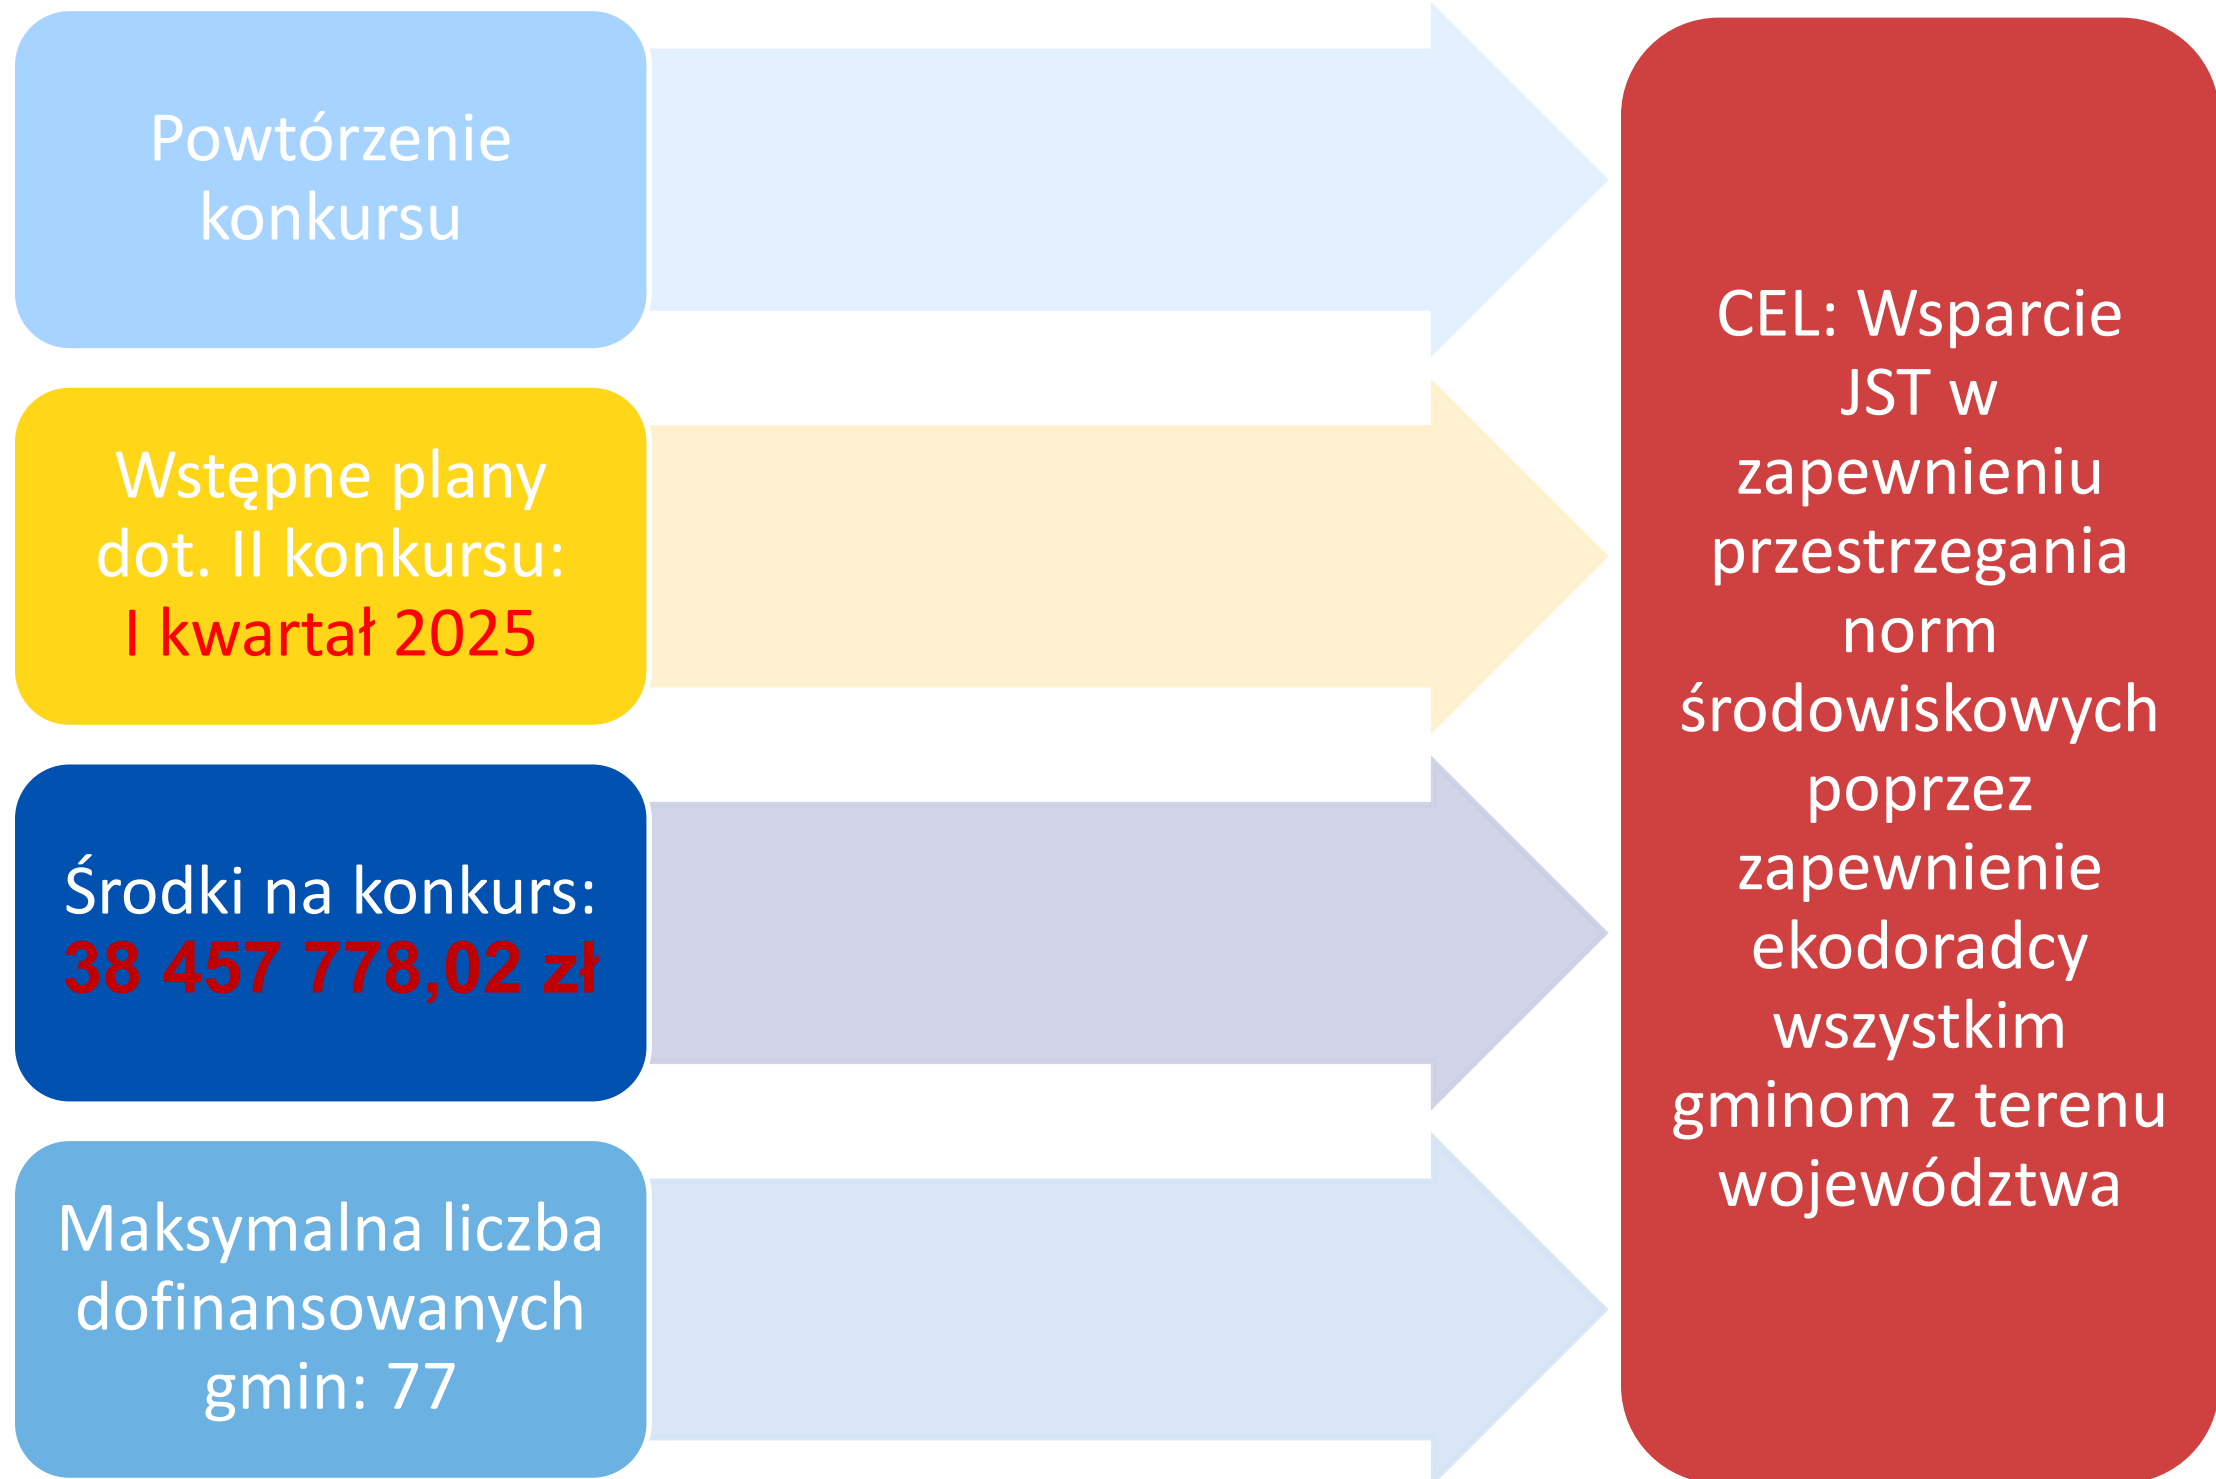 Powtórzenie
konkursu
Wstępne plany
dot. II konkursu:
I kwartał 2025
Środki na konkurs:
38 457 778,02 zł
Maksymalna liczba
dofinansowanych
gmin: 77
CEL: Wsparcie
JST w
zapewnieniu
przestrzegania
norm
środowiskowych
poprzez
zapewnienie
ekodoradcy
wszystkim
gminom z terenu
województwa